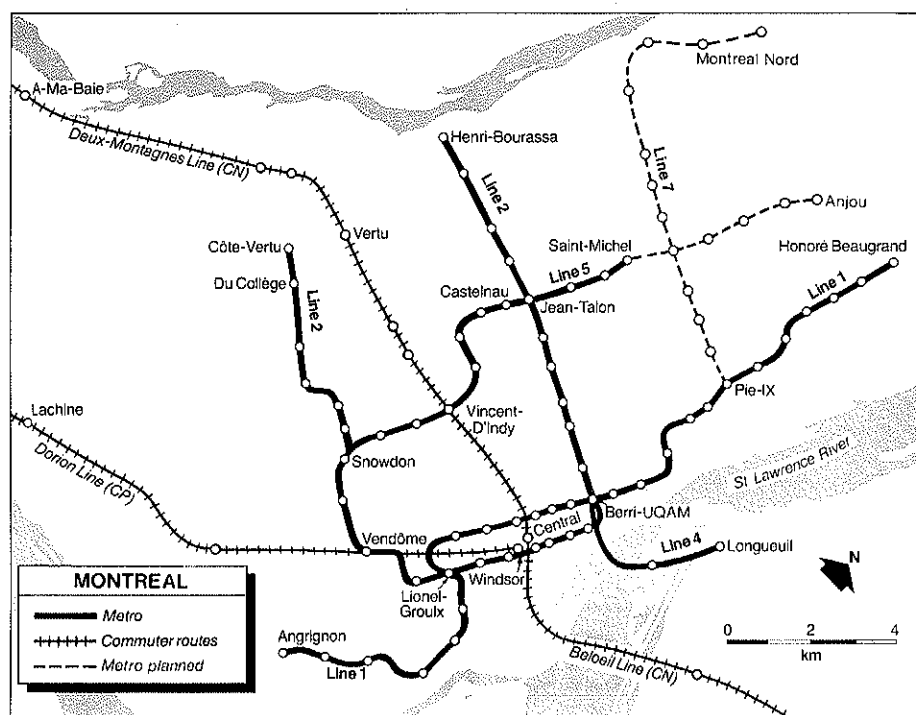 Montreal Nord
A-Ma-Baie
Deux-Montagnes Line (CN)
Henri-Bourassa
Line 2
Line 7
Anjou
Vertu
Côte-Vertu
Saint-Michel
Honoré Beaugrand
Du Collège
Line 5
Line 1
Castelnau
Jean-Talon
Line 2
Pie-IX
Lachine
Vincent-
D'Indy
Dorion Line (CP)
Snowdon
St Lawrence River
Berri-UQAM
Vendôme
Central
Line 4
Longueuil
Windsor
N
MONTREAL
Metro
Commuter routes
Metro planned
Lionel-
Groulx
Angrignon
Line 1
Beloeil Line (CN)
0 2 4
km